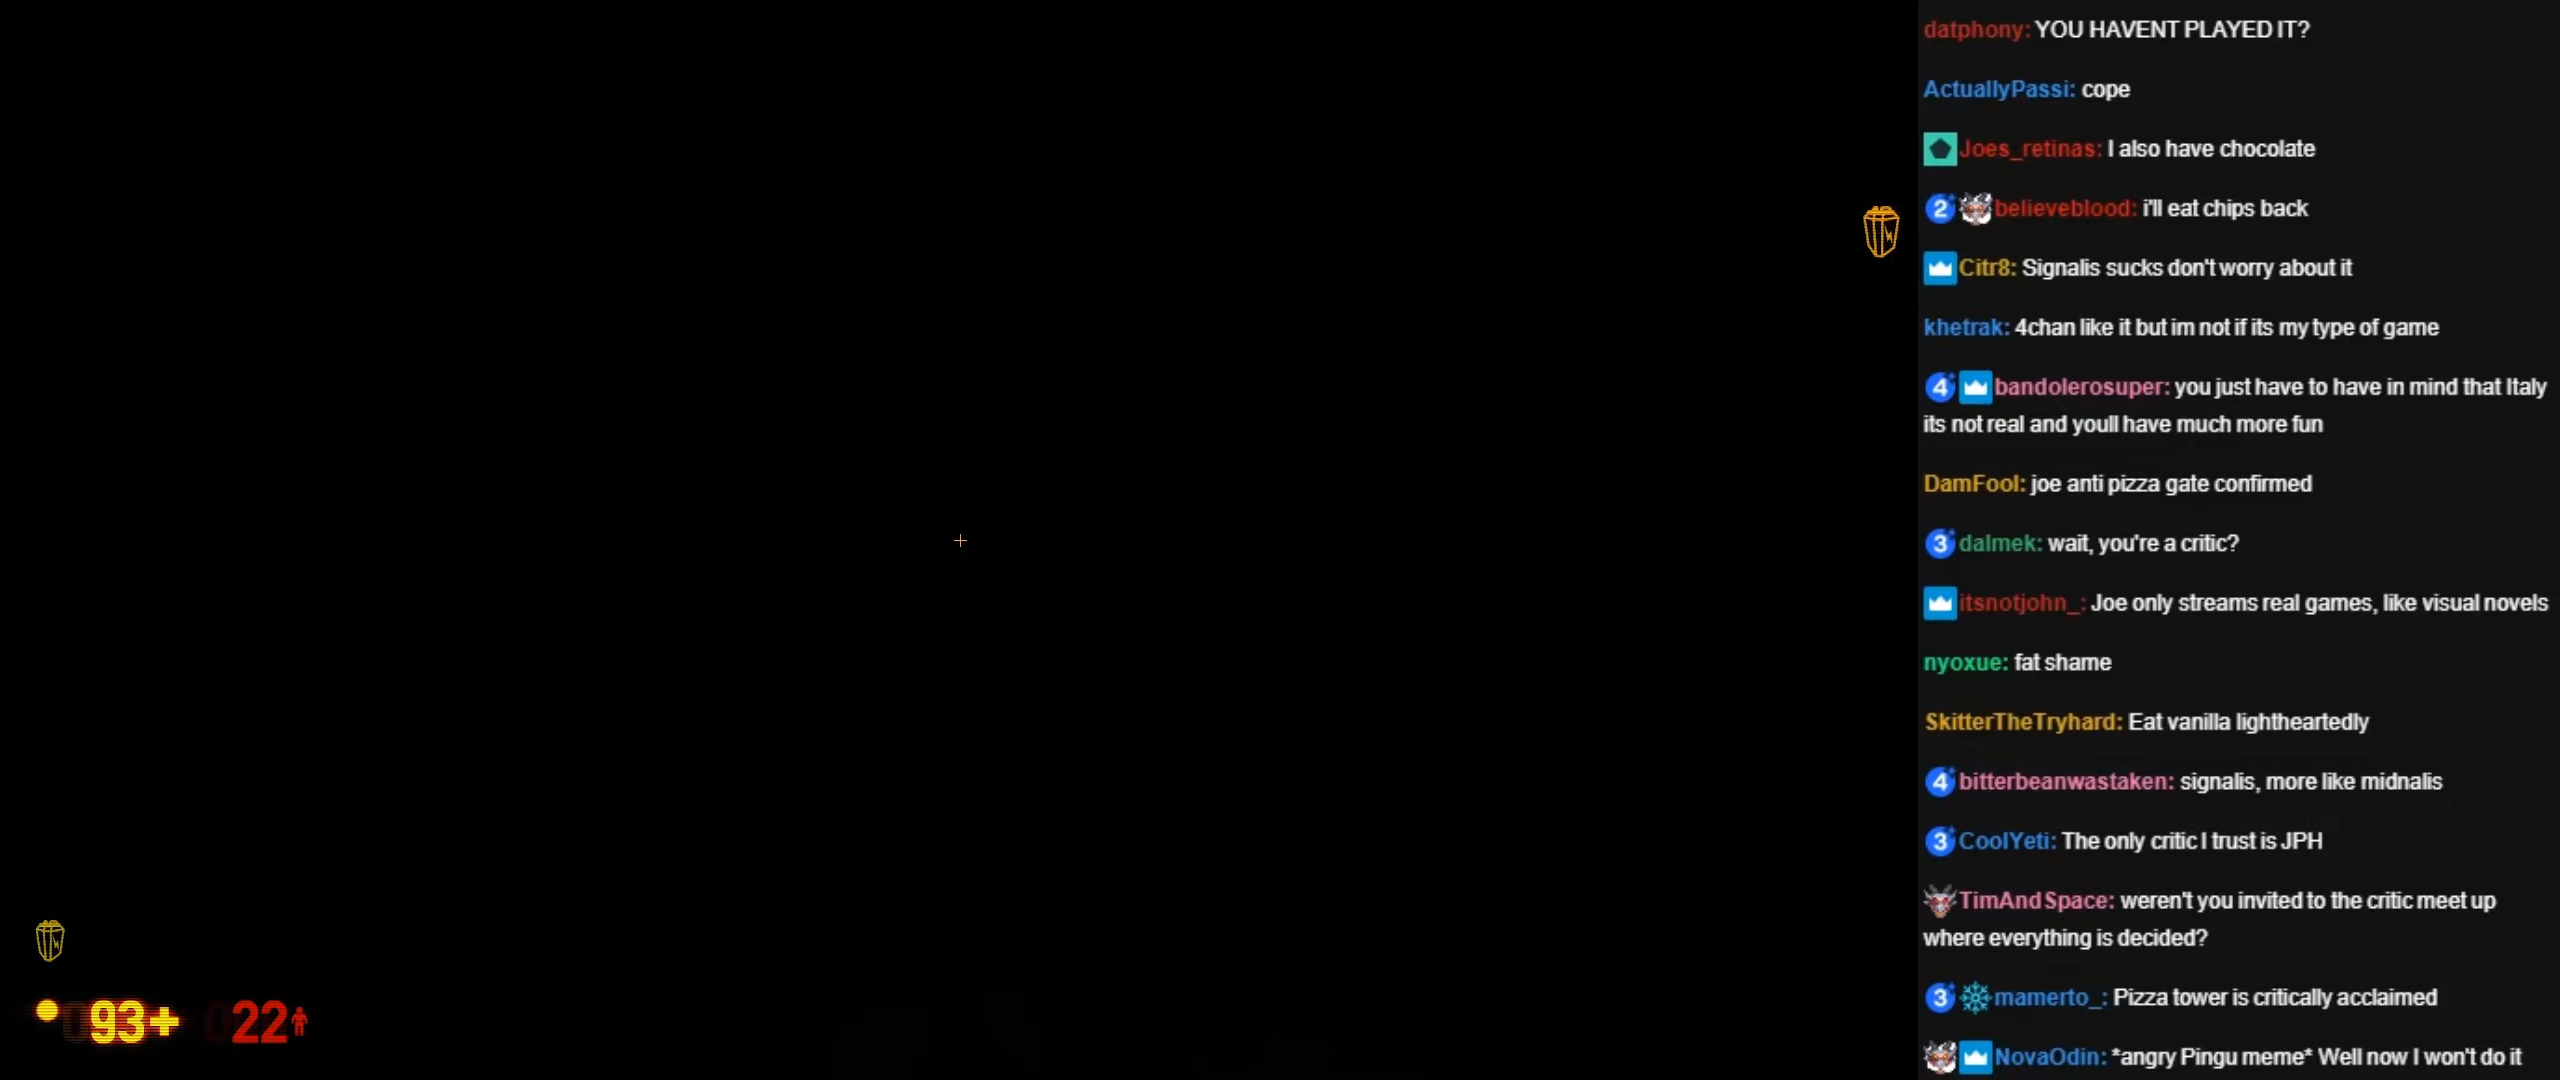 datphony: YOU HAVENT PLAYED IT?
ActuallyPassi: cope
Joes_retinas: I also have chocolate
2 believeblood: i'll eat chips back
Citr8: Signalis sucks don't worry about it
khetrak: 4chan like it but im not if its my type of game
4 bandolerosuper: you just have to have in mind that Italy
its not real and youll have much more fun
DamFool: joe anti pizza gate confirmed
3 dalmek: wait, you're a critic?
itsnotjohn_: Joe only streams real games, like visual novels
nyoxue: fat shame
SkitterTheTryhard: Eat vanilla lightheartedly
4 bitterbeanwastaken: signalis, more like midnalis
3 CoolYeti: The only critic I trust is JPH
TimAndSpace: weren't you invited to the critic meet up
where everything is decided?
3 mamerto_: Pizza tower is critically acclaimed
NovaOdin: *angry Pingu meme* Well now I won't do it
093+ 022